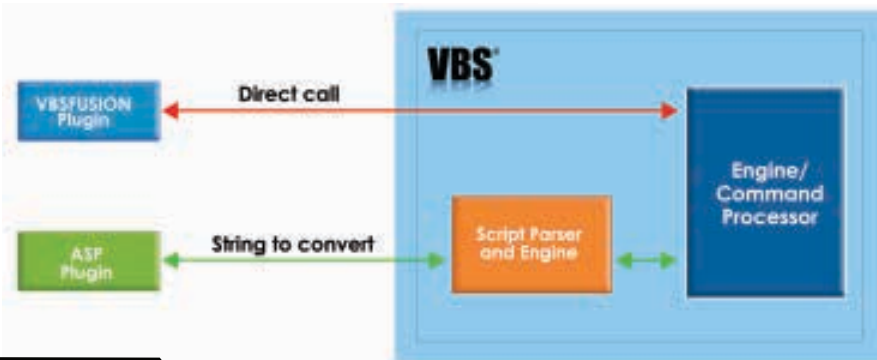 VBS®
VBSFUSION
Plugin
Direct call
Engine/
Command
Processor
ASP
Plugin
String to convert
Script Parser
and Engine